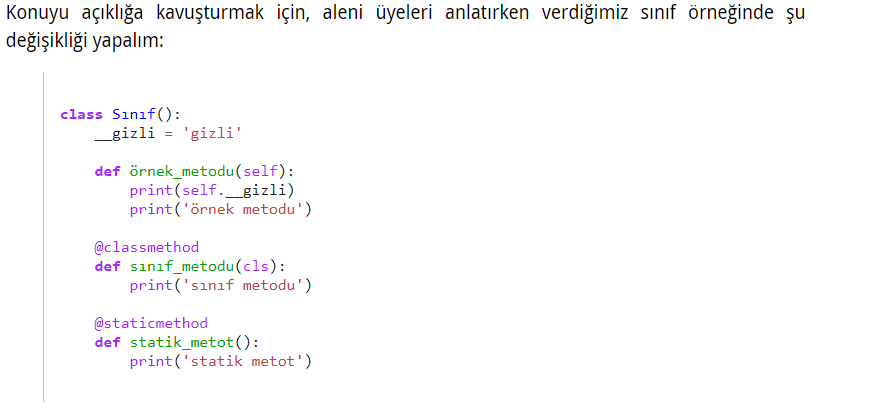 Konuyu açıklığa kavuşturmak için, aleni üyeleri anlatırken verdiğimiz sınıf örneğinde şu
değişikliği yapalım:
class Sınıf():
    __gizli = 'gizli'
    def örnek_metodu(self):
        print(self.__gizli)
        print('örnek metodu')
    @classmethod
    def sınıf_metodu(cls):
        print('sınıf metodu')
    @staticmethod
    def statik_metot():
        print('statik metot')